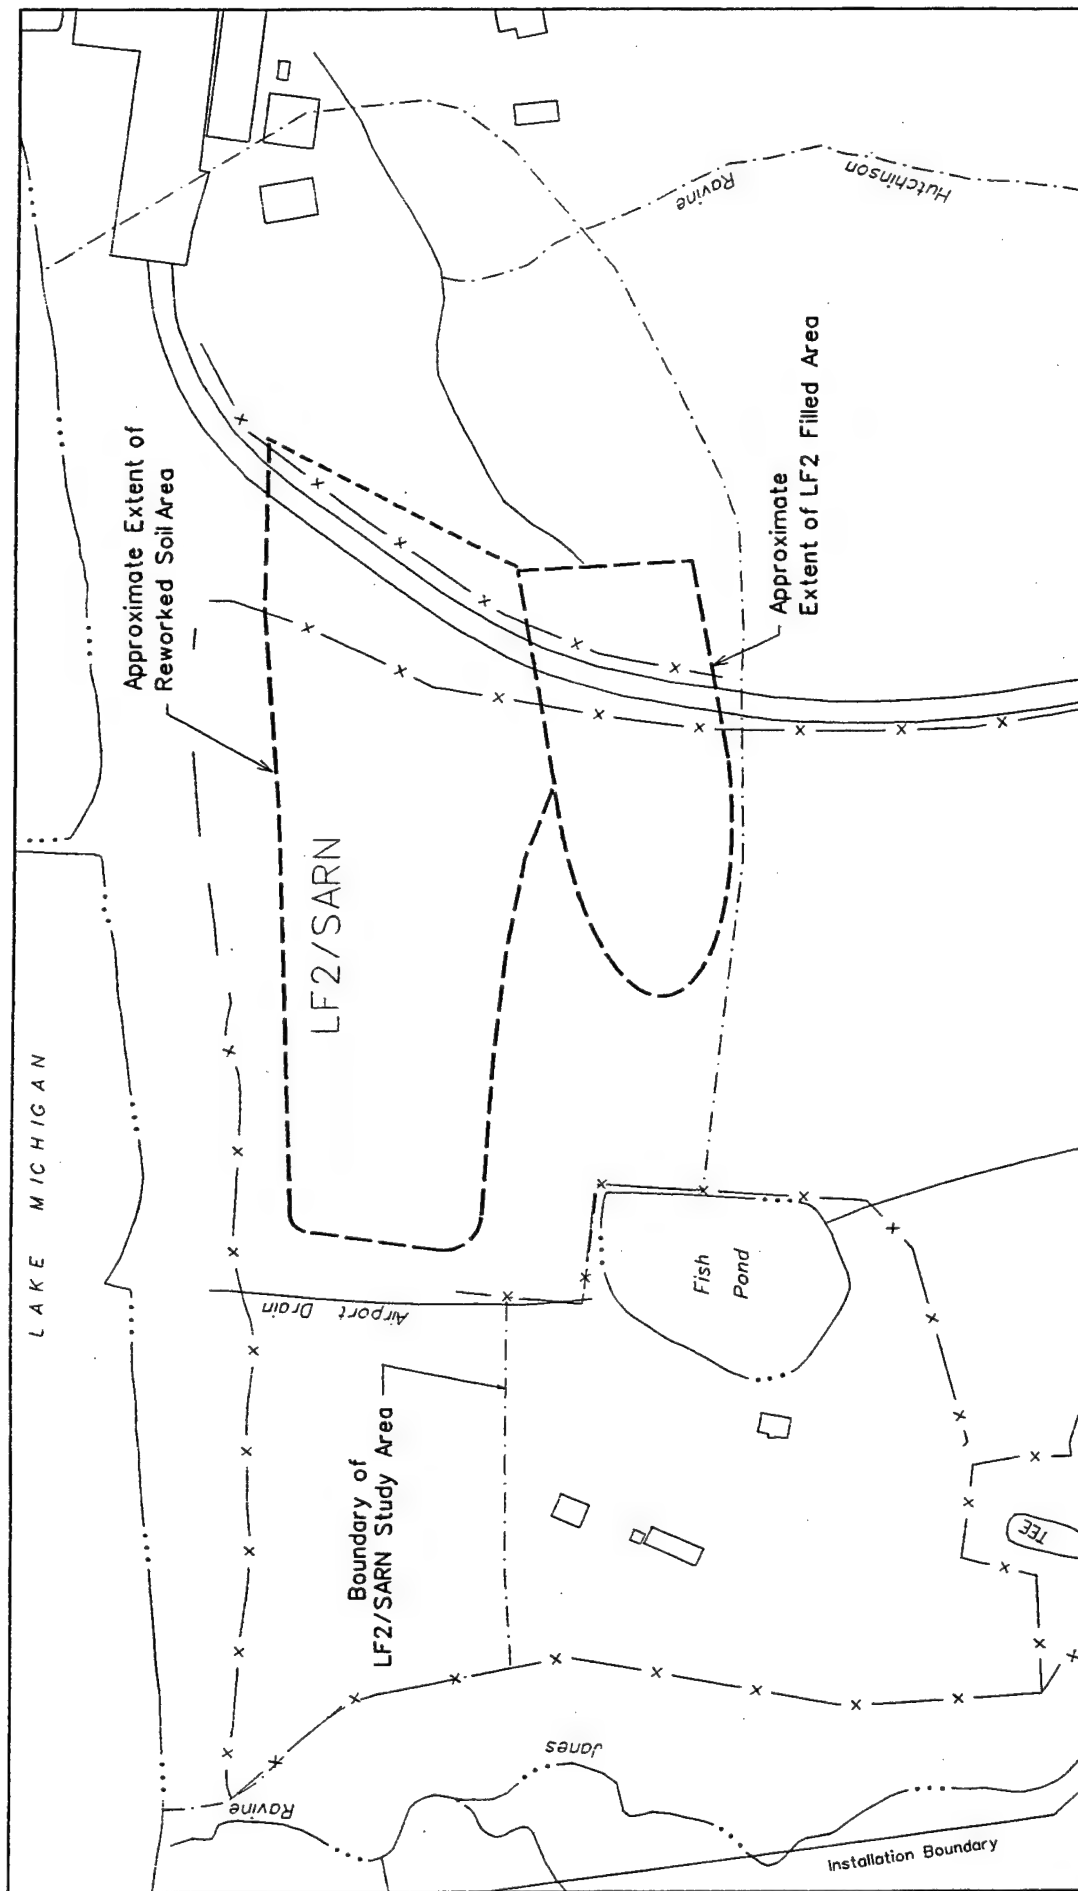 LAKE MICHIGAN
Approximate Extent of
Reworked Soil Area
LF2/SARN
Hutchinson
Ravine
Approximate
Extent of LF2 Filled Area
Airport Drain
Fish
Pond
Boundary of
LF2/SARN Study Area
TEE
Janes
Ravine
Installation Boundary